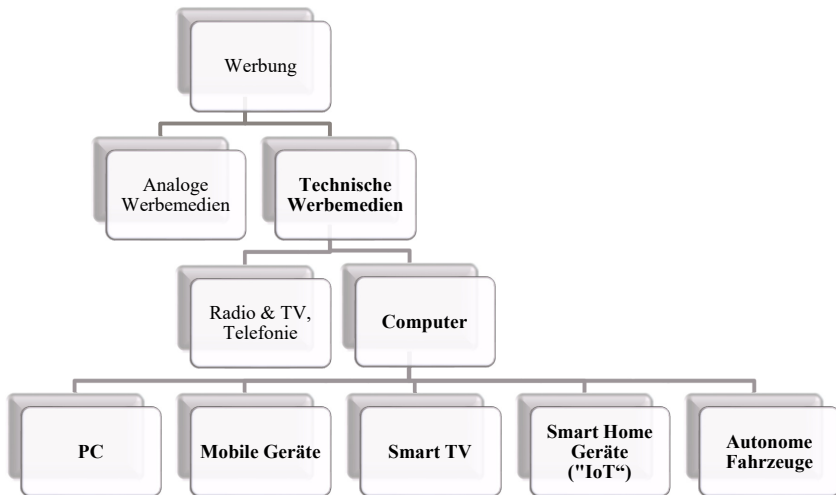 Werbung
Analoge
Werbemedien
Technische
Werbemedien
Radio & TV,
Telefonie
Computer
PC
Mobile Geräte
Smart TV
Smart Home
Geräte
("IoT“)
Autonome
Fahrzeuge